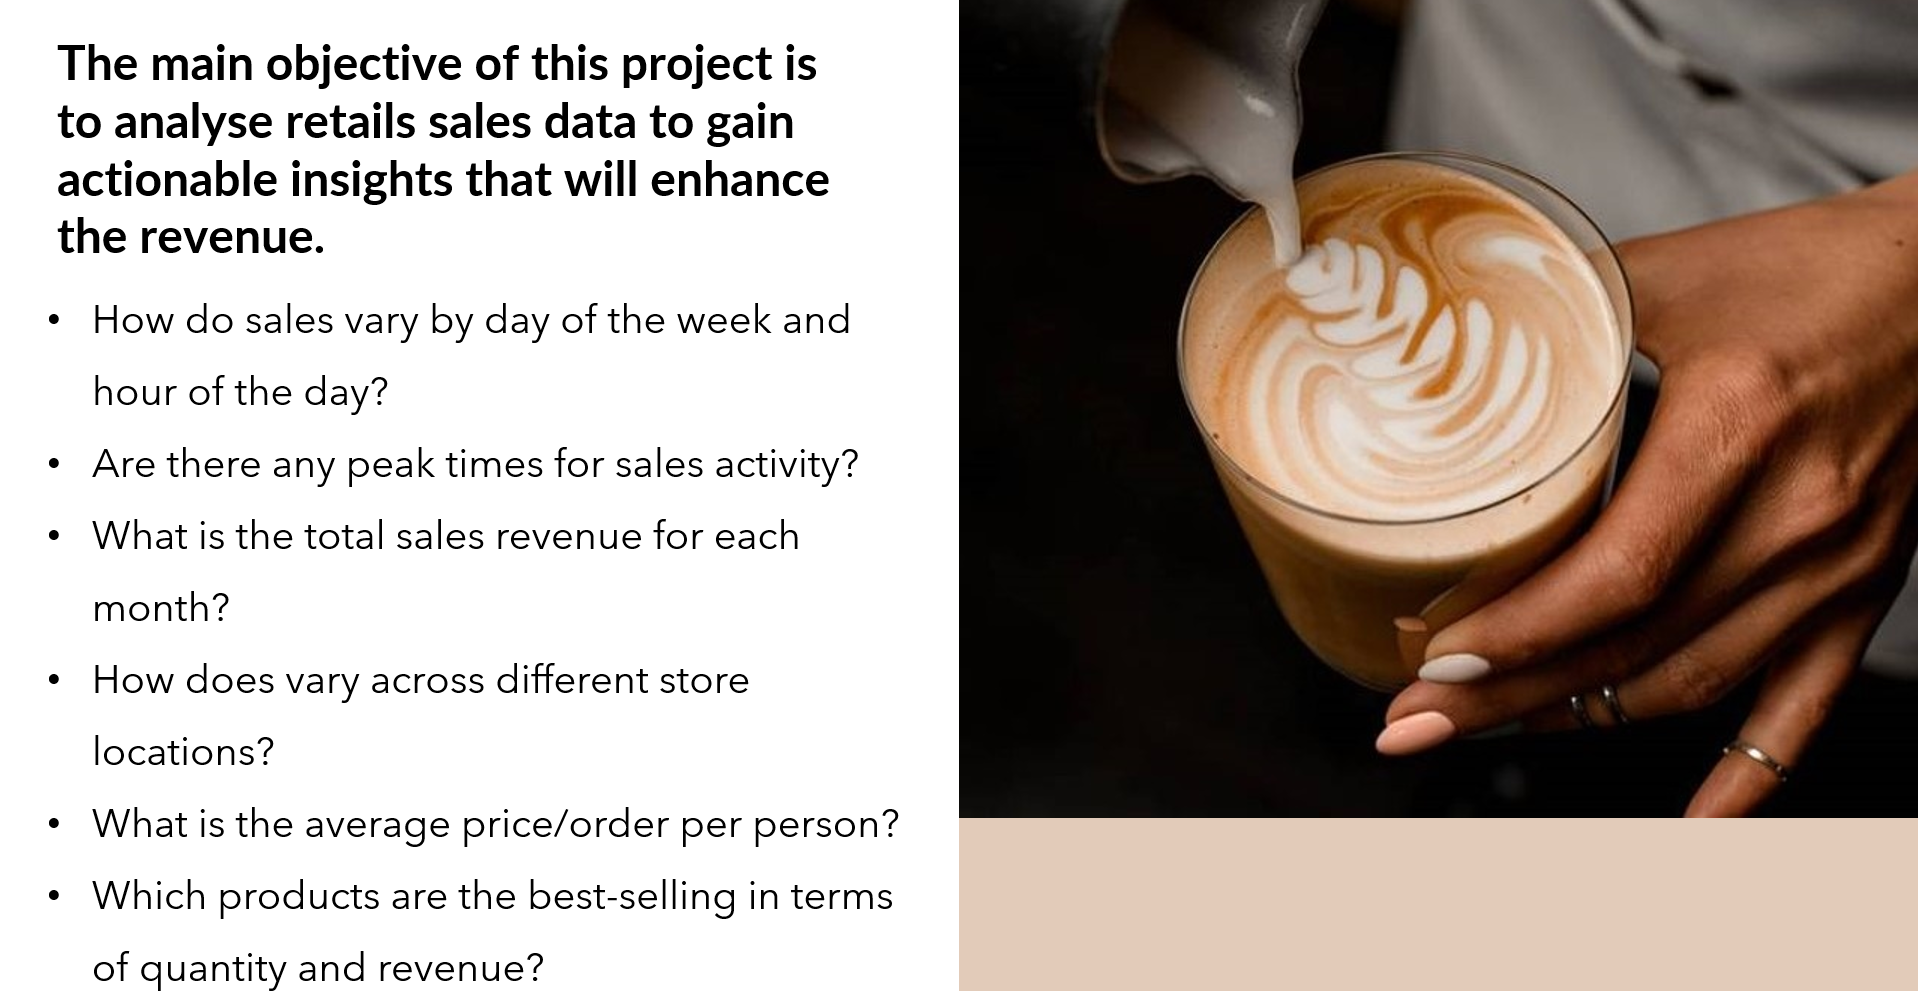 The main objective of this project is
to analyse retails sales data to gain
actionable insights that will enhance
the revenue.
• How do sales vary by day of the week and
hour of the day?
• Are there any peak times for sales activity?
• What is the total sales revenue for each
month?
• How does vary across different store
locations?
• What is the average price/order per person?
• Which products are the best-selling in terms
of quantity and revenue?